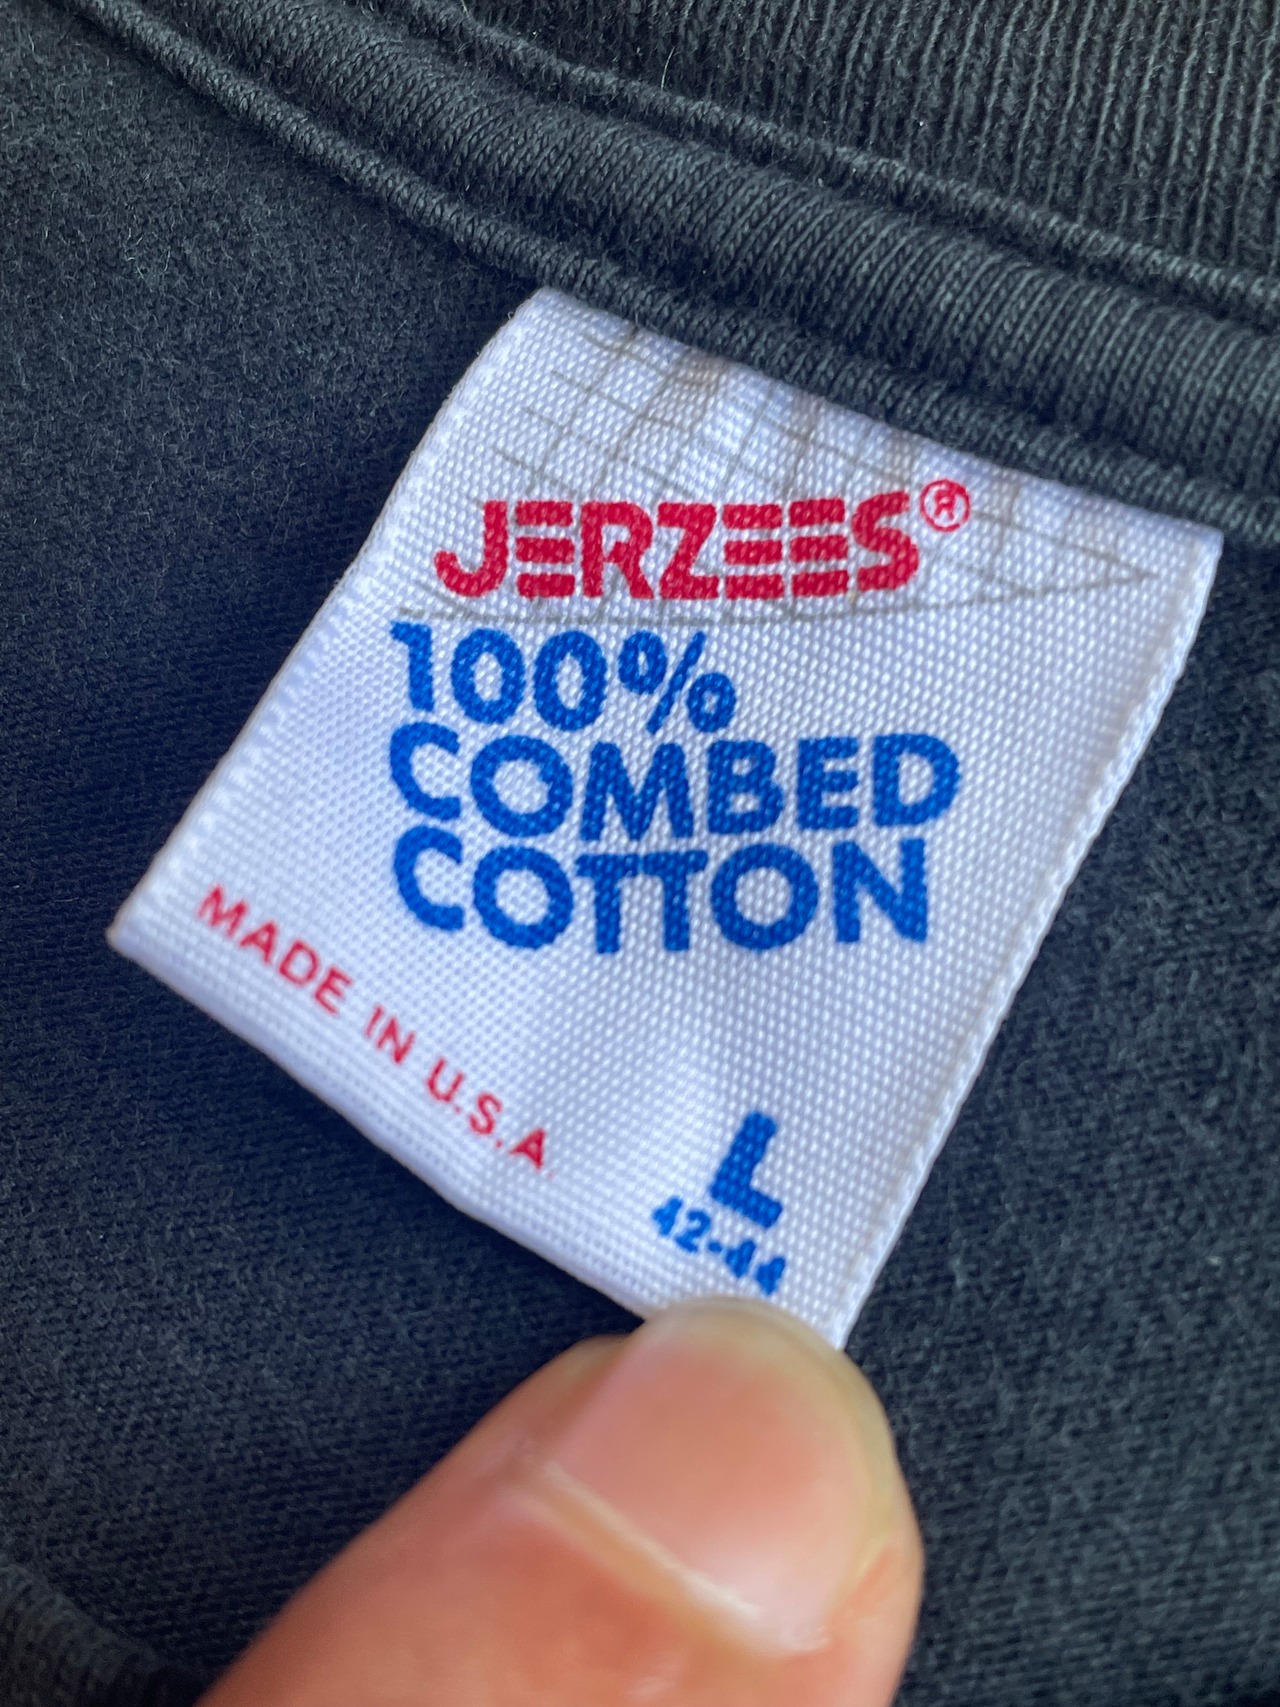 JERZEES®
100%
COMBED
COTTON
MADE IN U.S.A.
L
42-44